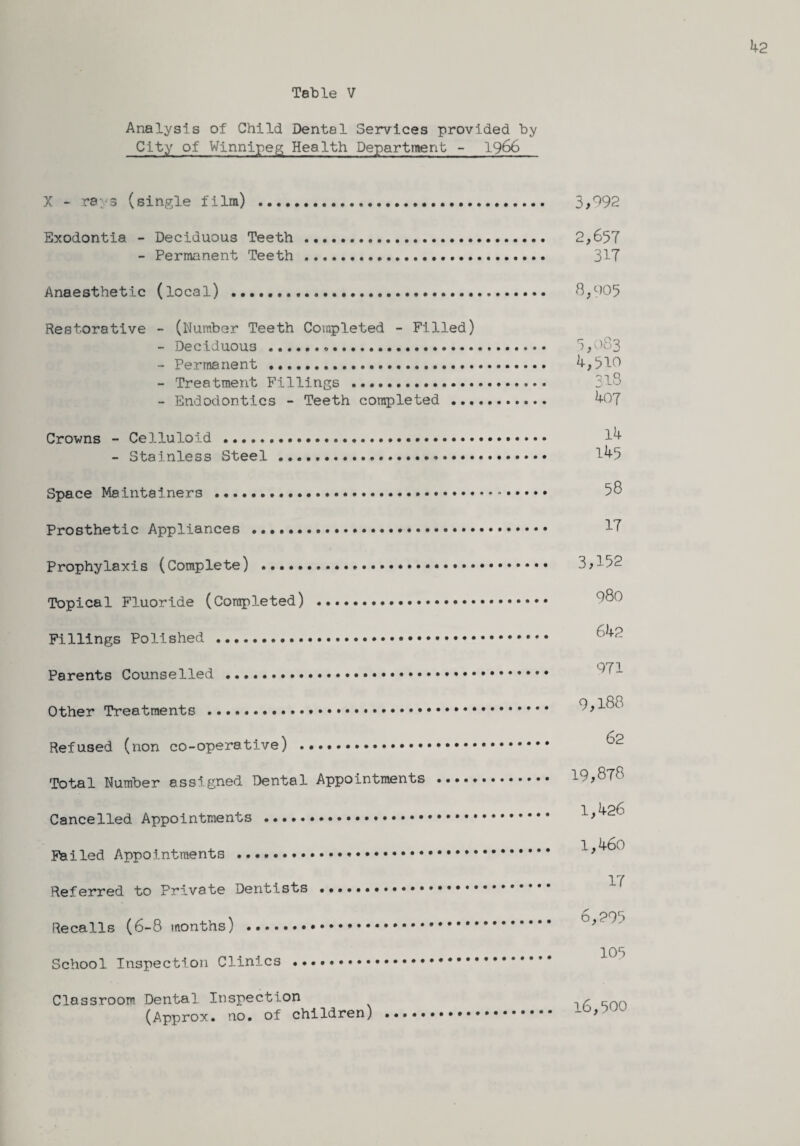 42
Table V
Analysis of Child Dental Services provided by
City of Winnipeg Health Department - 1966
X - rays (single film) ........................................ 3,992
Exodontia - Deciduous Teeth ........................... 2,657
- Permanent Teeth ........................... 317
Anaesthetic (local) ................................... 8,905
Restorative - (Number Teeth Completed - Filled)
- Deciduous ............................... 5,083
- Permanent ............................... 4,510
- Treatment Fillings ...................... 318
- Endodontics - Teeth completed ........... 407
Crowns - Celluloid .................................... 14
- Stainless Steel .............................. 145
Space Maintainers ..................................... 58
Prosthetic Appliances ................................. 17
Prophylaxis (Complete) ................................ 3,152
Topical Fluoride (Completed) .......................... 980
Fillings Polished ..................................... 642
Parents Counselled .................................... 971
Other Treatments ...................................... 9,188
Refused (non co-operative) ............................ 62
Total Number assigned Dental Appointments ............. 19,878
Cancelled Appointments ................................ 1,426
Failed Appointments ................................... 1,460
Referred to Private Dentists .......................... 17
Recalls (6-8 months) .................................. 6,295
School Inspection Clinics ............................. 105
Classroom Dental Inspection
(Approx. no. of children) ................... 16,500